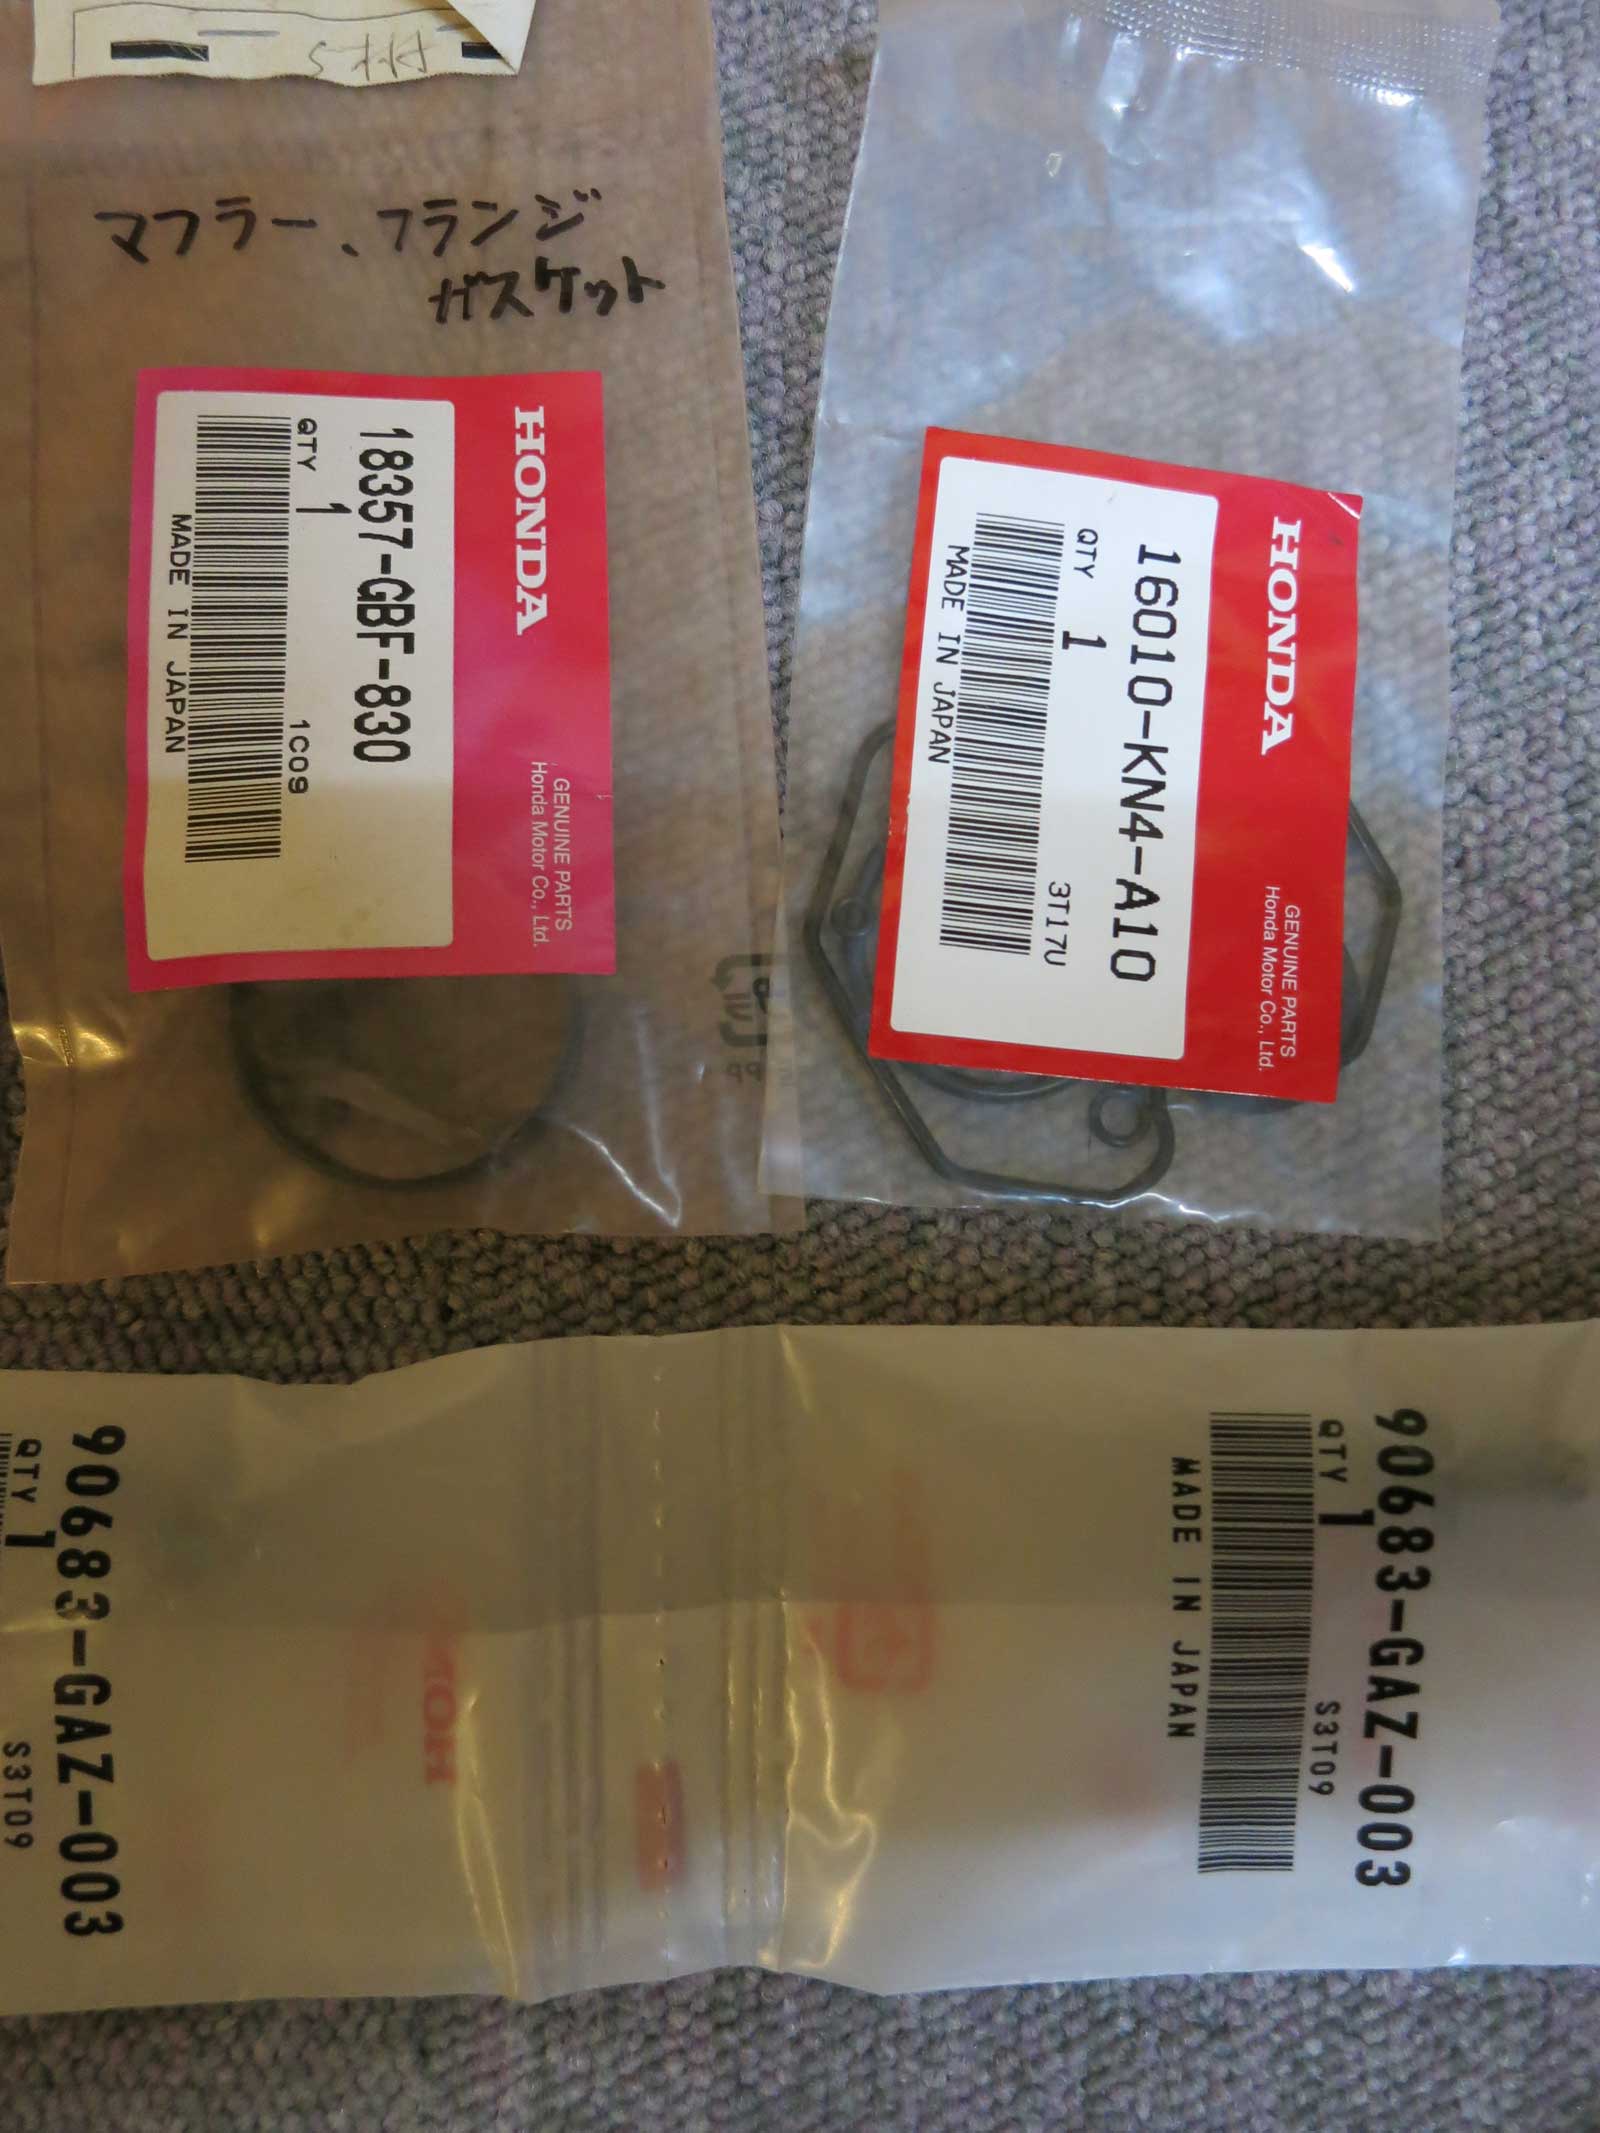 マフラー、フランジ
ガスケット
HONDA
GENUINE PARTS
Honda Motor Co., Ltd.
18357-GBF-830
QTY 1
1C09
MADE IN JAPAN
HONDA
GENUINE PARTS
Honda Motor Co., Ltd.
16010-KN4-A10
QTY 1
3T17U
MADE IN JAPAN
90683-GAZ-003
QTY 1
S3T09
90683-GAZ-003
QTY 1
S3T09
MADE IN JAPAN